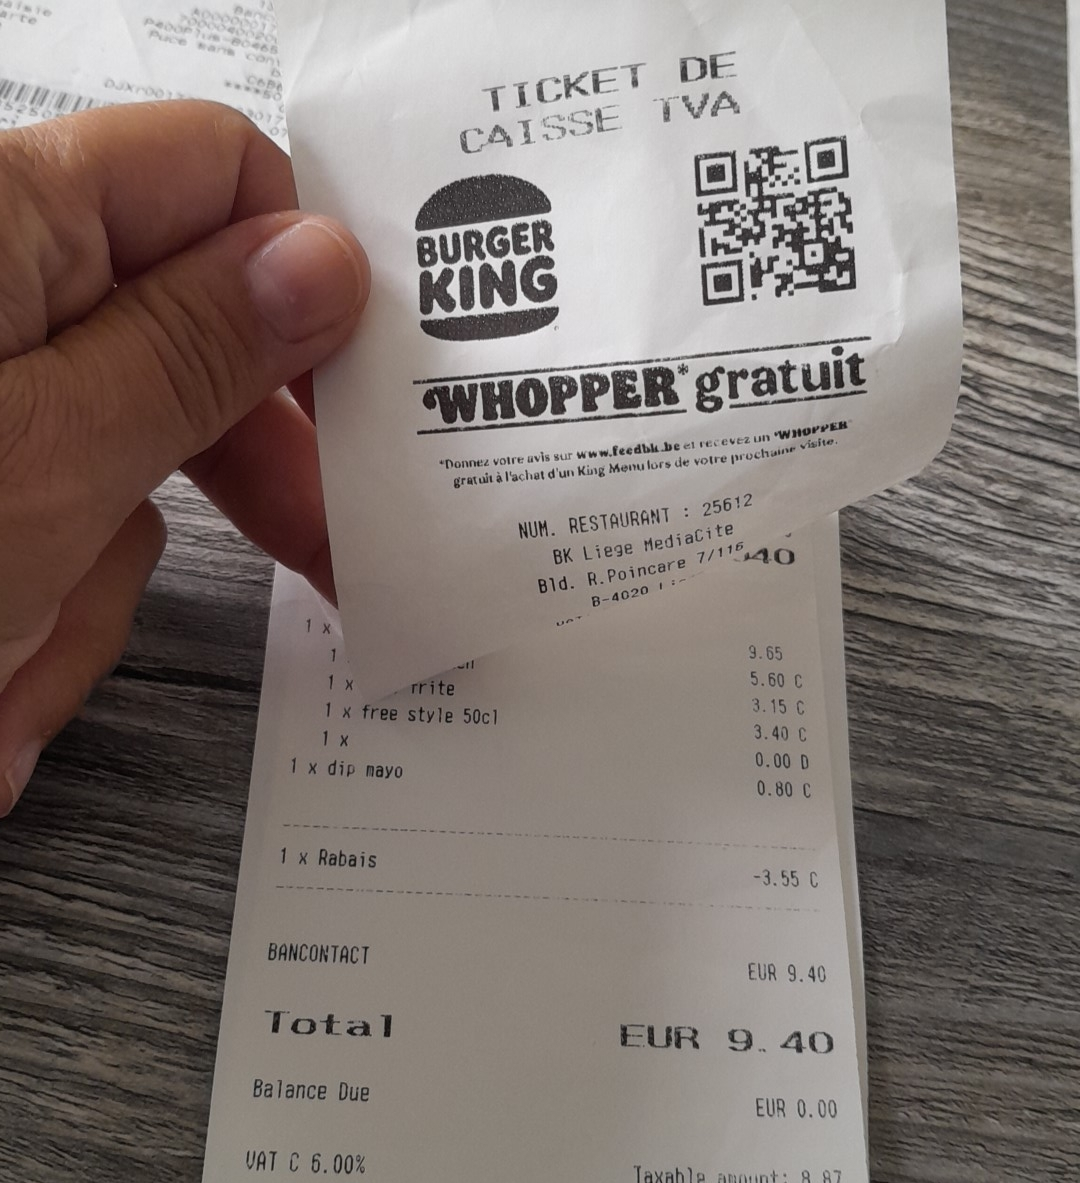 TICKET DE
CAISSE TVA
BURGER
KING
WHOPPER* gratuit
*Donnez votre avis sur www.feedbk.be et recevez un WHOPPER
gratuit à l'achat d'un King Menu lors de votre prochaine visite.
NUM. RESTAURANT : 25612
BK Liege MediaCite
Bld. R.Poincare 7/116
B-4020
40
1 x
1 9.65
1 x rrite 5.60 C
1 x free style 50cl 3.15 C
1 x 3.40 C
0.00 D
1 x dip mayo 0.80 C
1 x Rabais -3.55 C
BANCONTACT EUR 9.40
Total EUR 9.40
Balance Due EUR 0.00
VAT C 6.00% Taxable amount: 8.87